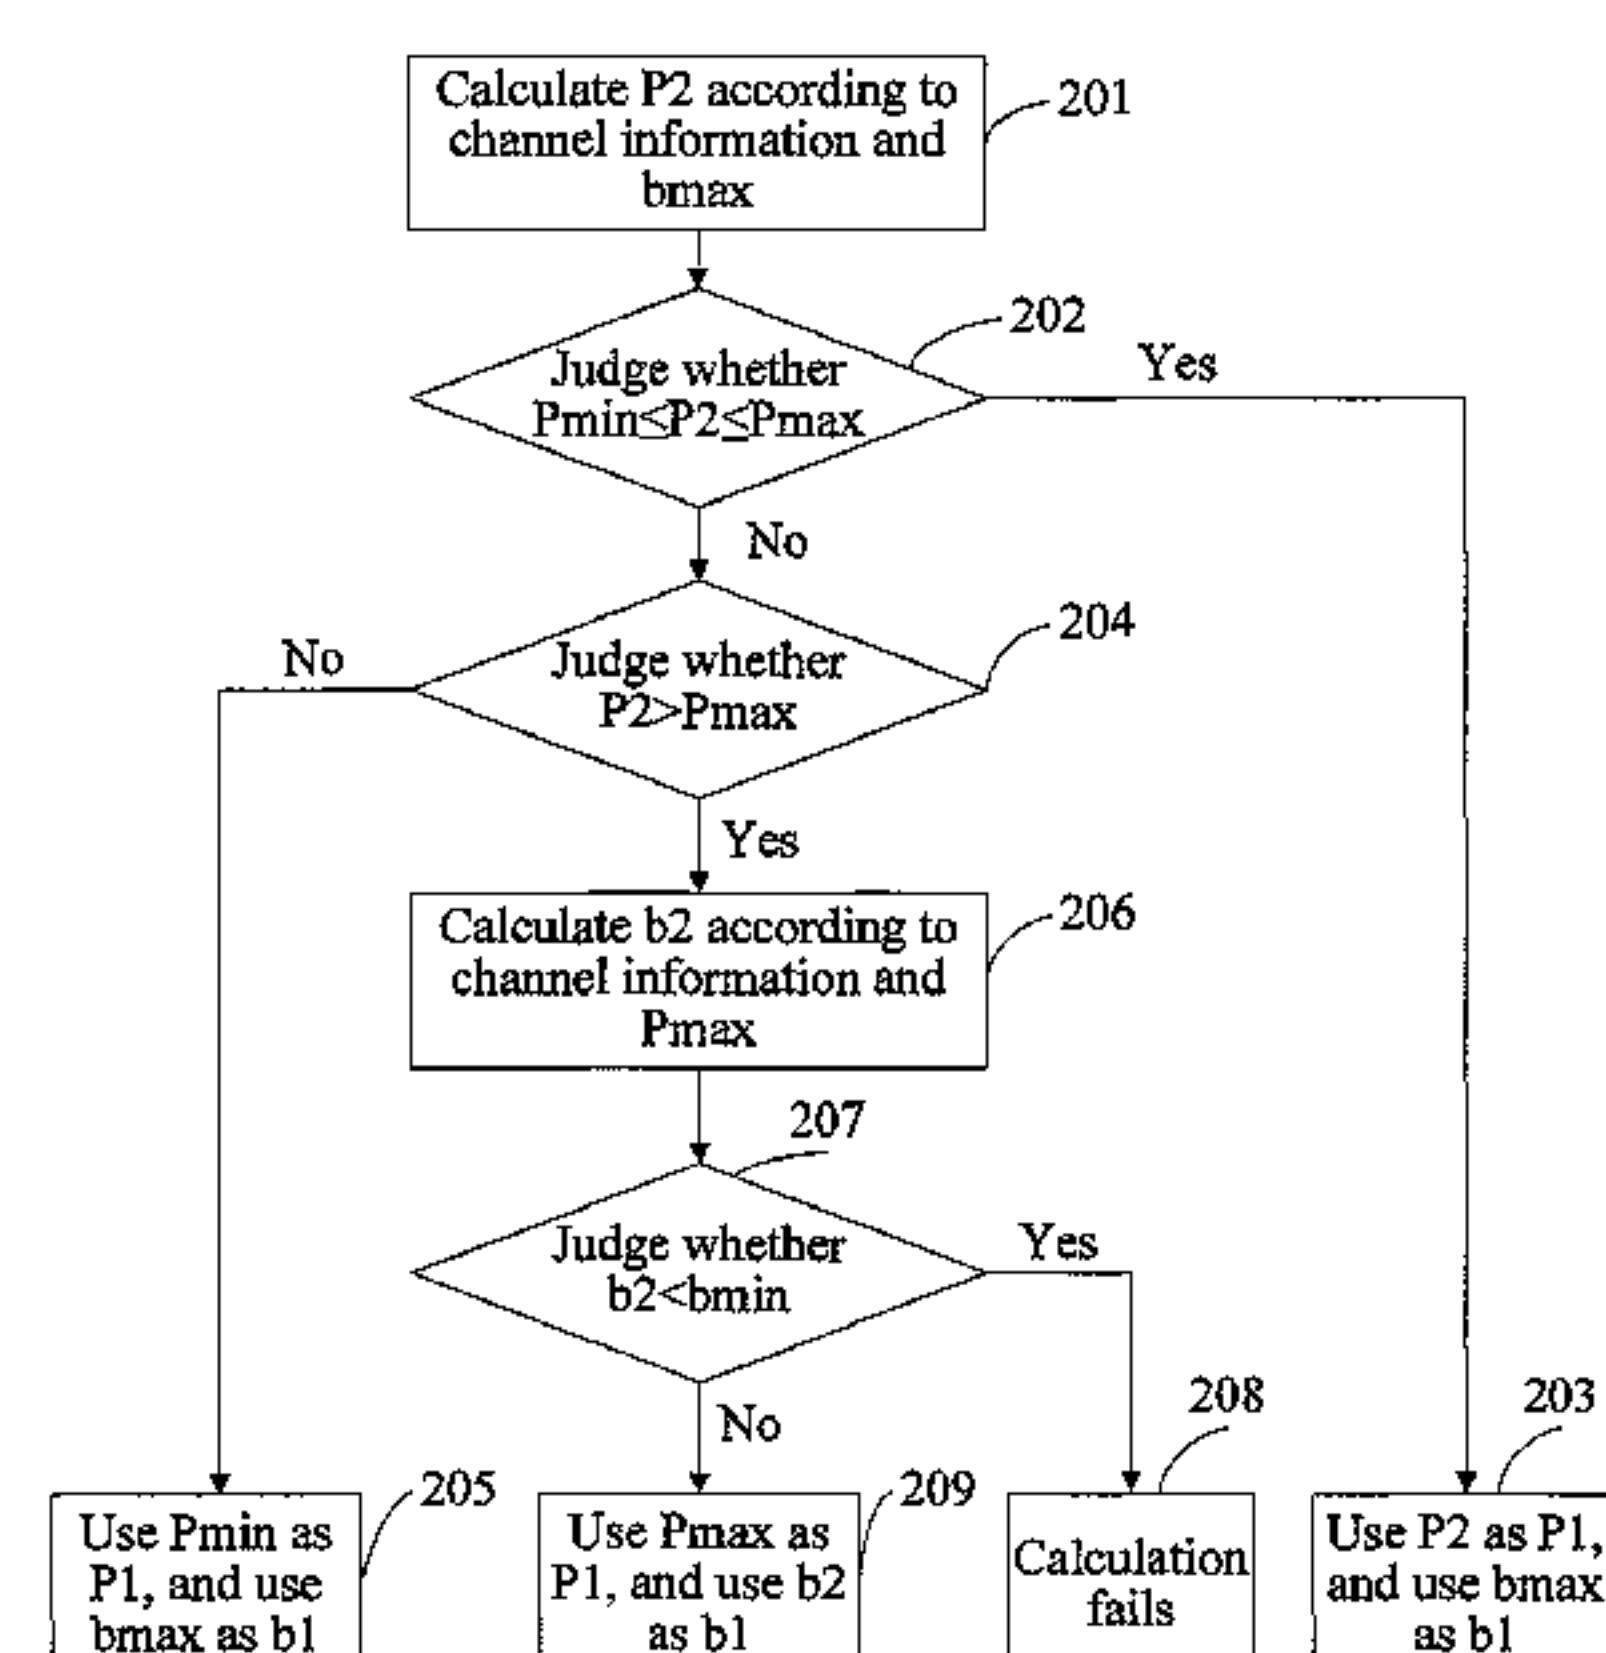 Calculate P2 according to
channel information and
bmax
201
202
Judge whether
Pmin≤P2≤Pmax
Yes
No
204
No
Judge whether
P2>Pmax
Yes
206
Calculate b2 according to
channel information and
Pmax
207
Judge whether
b2<bmin
Yes
No
205
Use Pmin as
P1, and use
bmax as b1
209
Use Pmax as
P1, and use b2
as b1
208
Calculation
fails
203
Use P2 as P1,
and use bmax
as b1